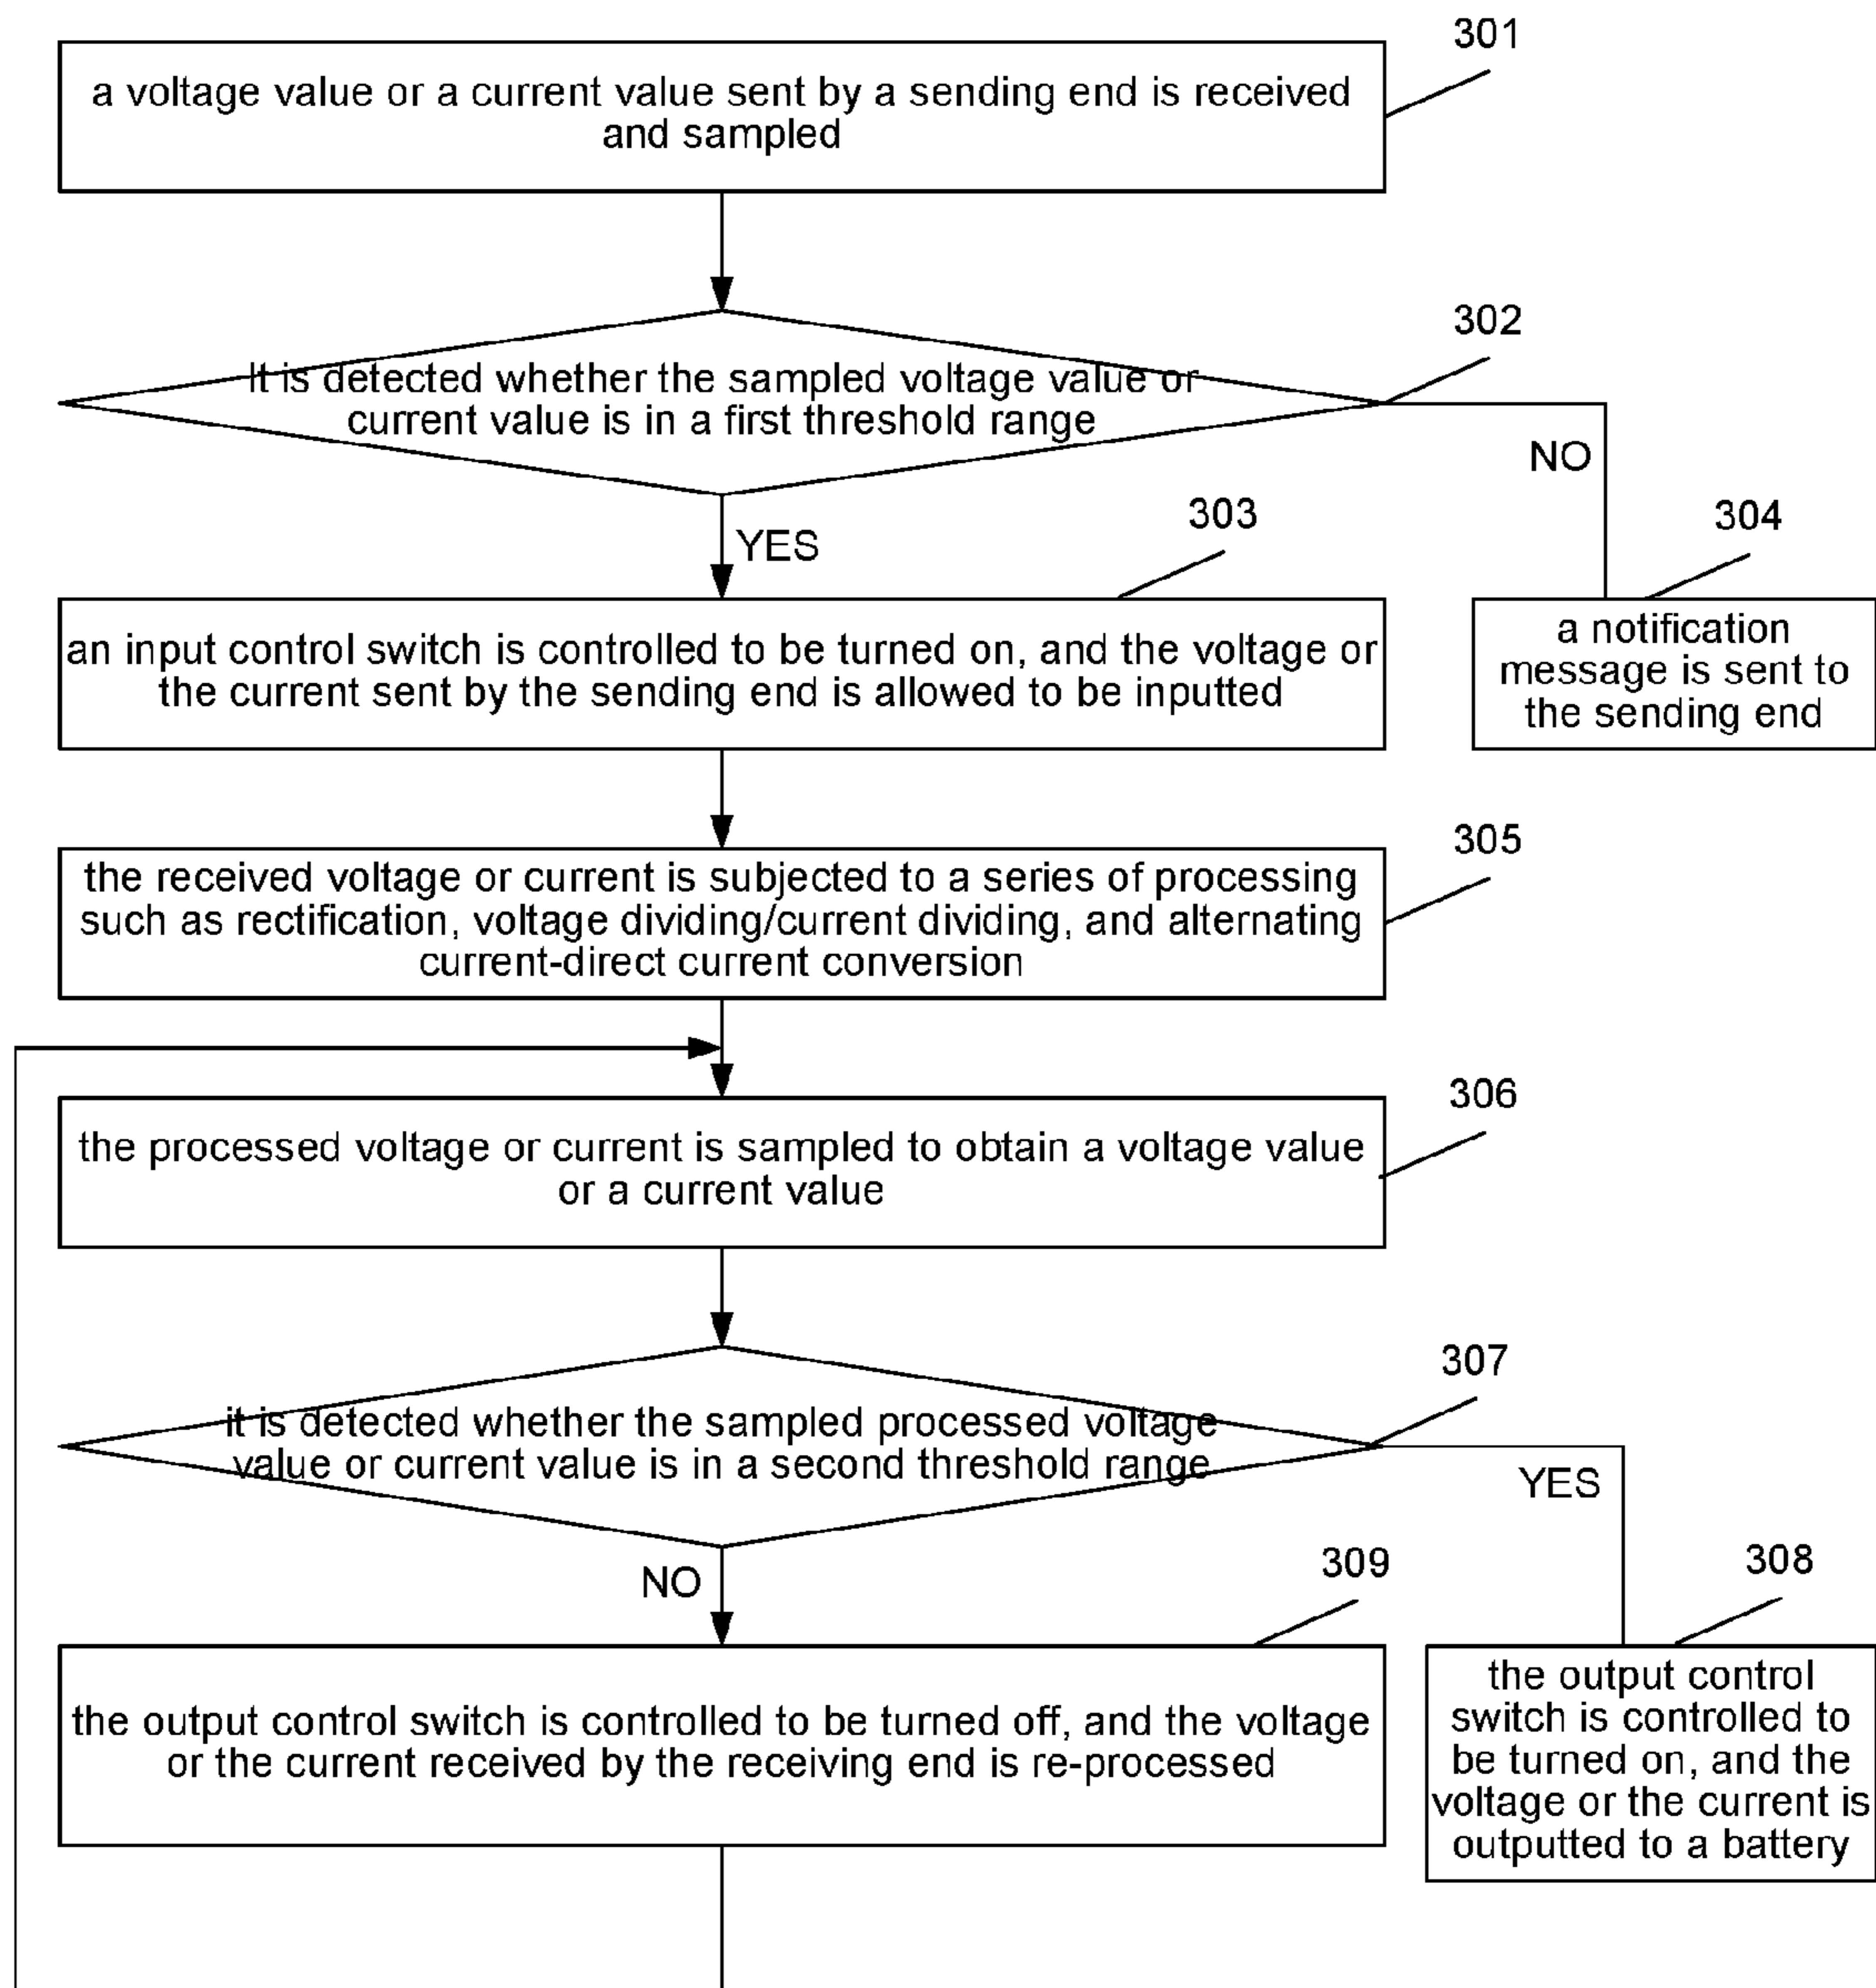 301
a voltage value or a current value sent by a sending end is received
and sampled
302
It is detected whether the sampled voltage value or
current value is in a first threshold range
NO
YES
303
304
an input control switch is controlled to be turned on, and the voltage or
the current sent by the sending end is allowed to be inputted
a notification
message is sent to
the sending end
305
the received voltage or current is subjected to a series of processing
such as rectification, voltage dividing/current dividing, and alternating
current-direct current conversion
306
the processed voltage or current is sampled to obtain a voltage value
or a current value
307
it is detected whether the sampled processed voltage
value or current value is in a second threshold range
YES
NO
309
308
the output control switch is controlled to be turned off, and the voltage
or the current received by the receiving end is re-processed
the output control
switch is controlled to
be turned on, and the
voltage or the current is
outputted to a battery